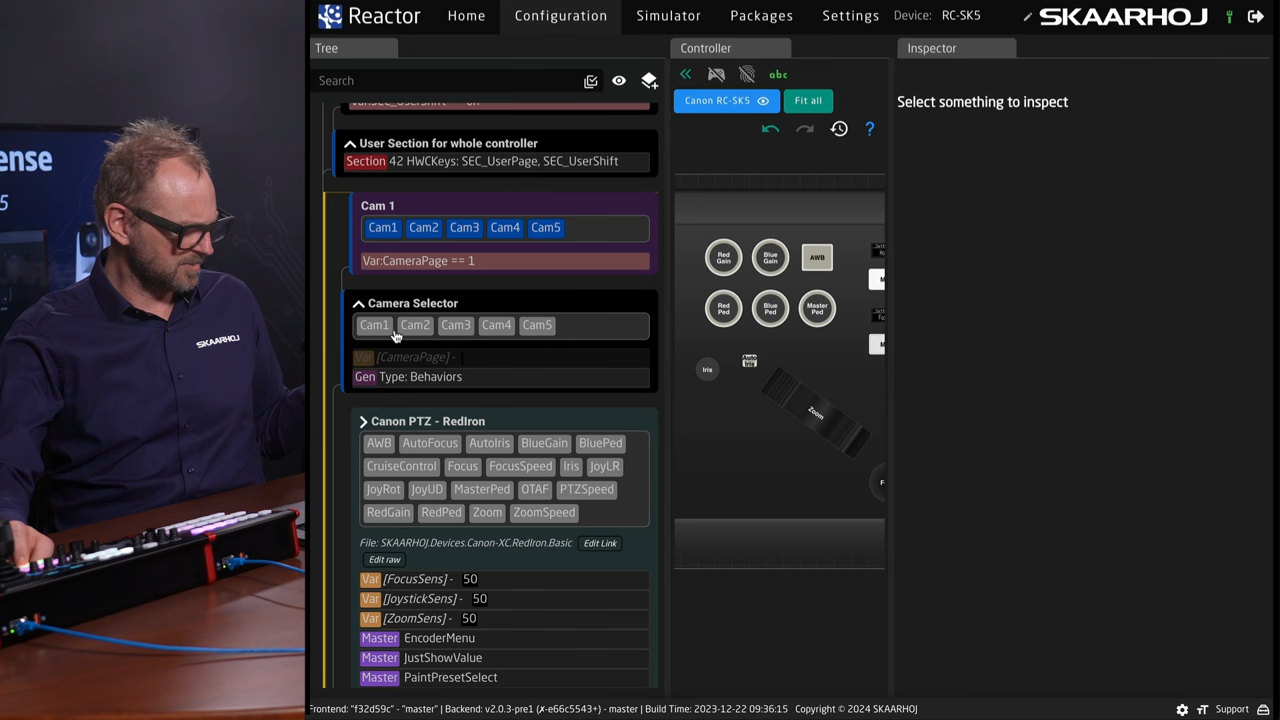 Reactor Home Configuration Simulator Packages Settings Device: RC-SK5 SKAARHOJ
Tree
Search
User Section for whole controller
Section 42 HWCKeys: SEC_UserPage, SEC_UserShift
Cam 1
Cam1 Cam2 Cam3 Cam4 Cam5
Var:CameraPage == 1
Camera Selector
Cam1 Cam2 Cam3 Cam4 Cam5
Var [CameraPage] -
Gen Type: Behaviors
Canon PTZ - RedIron
AWB AutoFocus AutoIris BlueGain BluePed
CruiseControl Focus FocusSpeed Iris JoyLR
JoyRot JoyUD MasterPed OTAF PTZSpeed
RedGain RedPed Zoom ZoomSpeed
File: SKAARHOJ.Devices.Canon-XC.RedIron.Basic Edit Link
Edit raw
Var [FocusSens] - 50
Var [JoystickSens] - 50
Var [ZoomSens] - 50
Master EncoderMenu
Master JustShowValue
Master PaintPresetSelect
Controller
abc
Canon RC-SK5 Fit all
?
Red Gain Blue Gain AWB
Red Ped Blue Ped Master Ped
Iris
Auto Iris
Zoom
Inspector
Select something to inspect
ense
5
SKAARHOJ
Frontend: "f32d59c" - "master" | Backend: v2.0.3-pre1 (✗-e66c5543+) - master | Build Time: 2023-12-22 09:36:15 Copyright © 2024 SKAARHOJ
Support